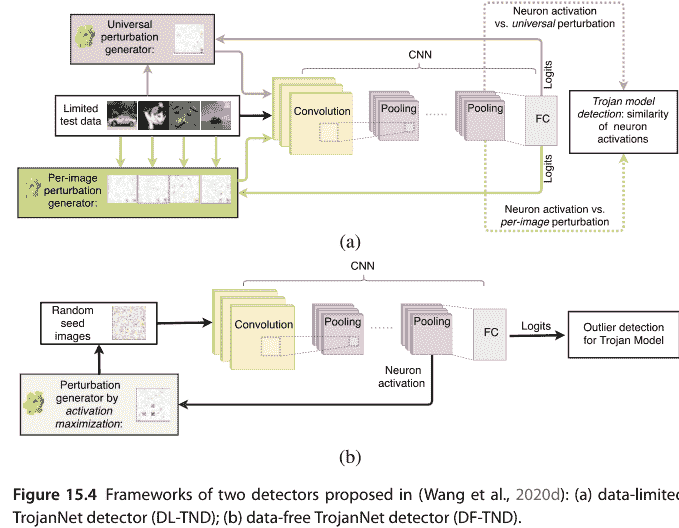 Universal
perturbation
generator:
Neuron activation
vs. universal perturbation
CNN
Logits
Limited
test data
Convolution
Pooling
Pooling
FC
Trojan model
detection: similarity
of neuron
activations
Per-image
perturbation
generator:
Logits
Neuron activation vs.
per-image perturbation
(a)
CNN
Random
seed
images
Convolution
Pooling
Pooling
FC
Logits
Outlier detection
for Trojan Model
Neuron
activation
Perturbation
generator by
activation
maximization:
(b)
Figure 15.4 Frameworks of two detectors proposed in (Wang et al., 2020d): (a) data-limited
TrojanNet detector (DL-TND); (b) data-free TrojanNet detector (DF-TND).